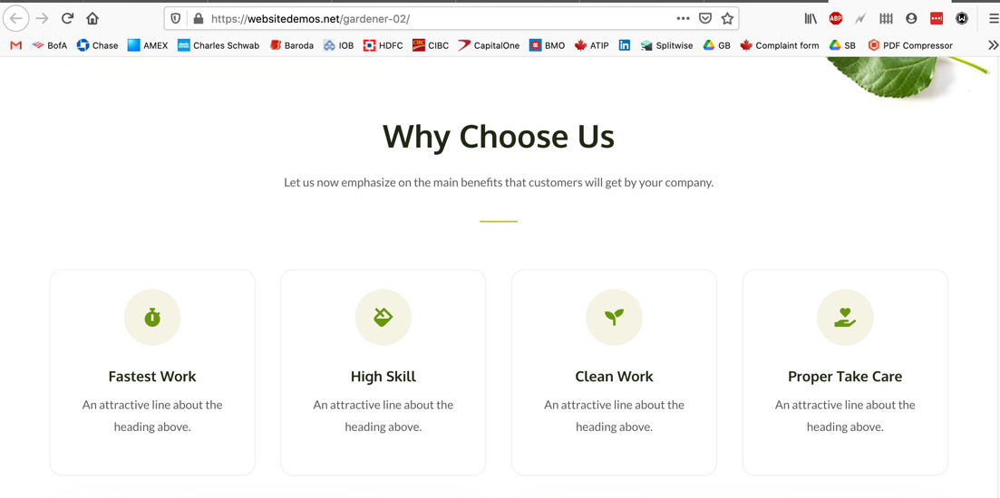 https://websitedemos.net/gardener-02/
ABP
BofA Chase AMEX Charles Schwab Baroda IOB HDFC CIBC CapitalOne BMO ATIP Splitwise GB Complaint form SB PDF Compressor
Why Choose Us
Let us now emphasize on the main benefits that customers will get by your company.
Fastest Work High Skill Clean Work Proper Take Care
An attractive line about the An attractive line about the An attractive line about the An attractive line about the
heading above. heading above. heading above. heading above.